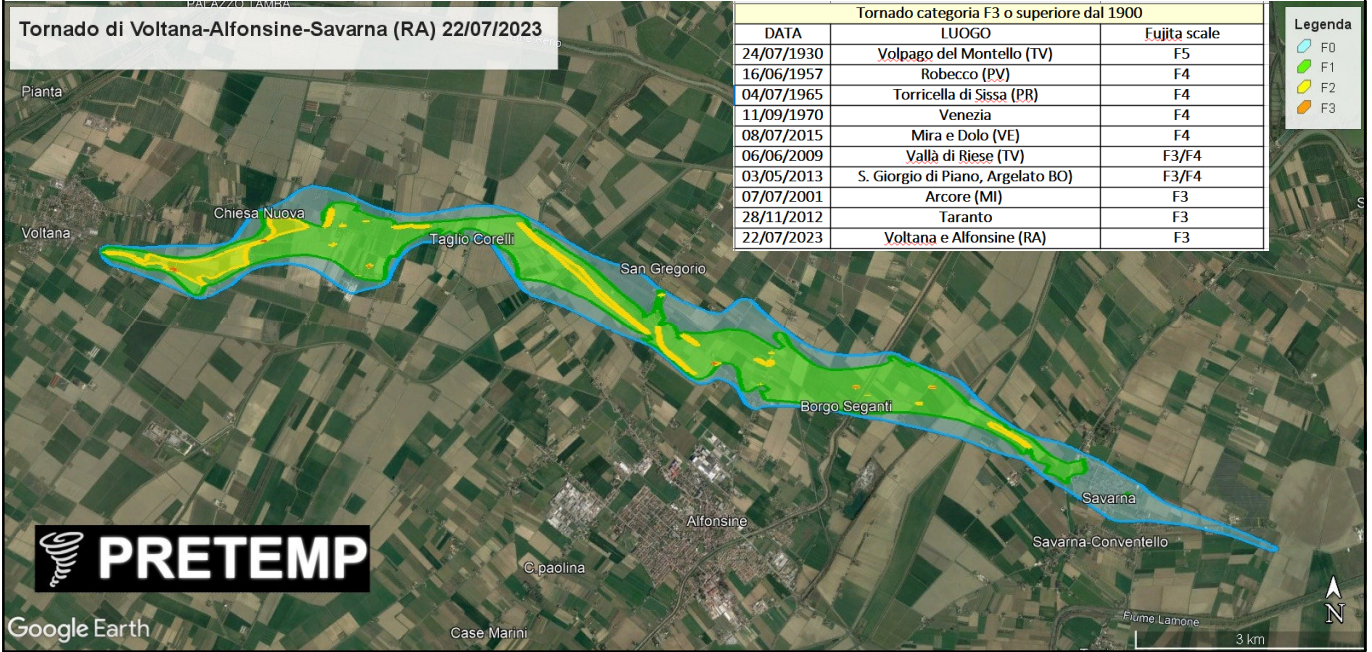 PALAZZO TAMBA
Tornado di Voltana-Alfonsine-Savarna (RA) 22/07/2023
Tornado categoria F3 o superiore dal 1900
DATA LUOGO Fujita scale
24/07/1930 Volpago del Montello (TV) F5
16/06/1957 Robecco (PV) F4
04/07/1965 Torricella di Sissa (PR) F4
11/09/1970 Venezia F4
08/07/2015 Mira e Dolo (VE) F4
06/06/2009 Vallà di Riese (TV) F3/F4
03/05/2013 S. Giorgio di Piano, Argelato BO) F3/F4
07/07/2001 Arcore (MI) F3
28/11/2012 Taranto F3
22/07/2023 Voltana e Alfonsine (RA) F3
Legenda
F0
F1
F2
F3
Pianta
Chiesa Nuova
Voltana
Taglio Corelli
San Gregorio
Borgo Seganti
Savarna
Alfonsine
Savarna-Conventello
C.paolina
PRETEMP
Fiume Lamone
N
Google Earth
Case Marini
3 km